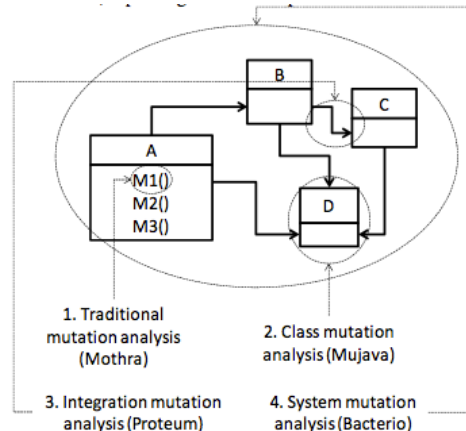 B
C
A
M1()
M2()
M3()
D
1. Traditional
mutation analysis
(Mothra)
2. Class mutation
analysis (Mujava)
3. Integration mutation
analysis (Proteum)
4. System mutation
analysis (Bacterio)